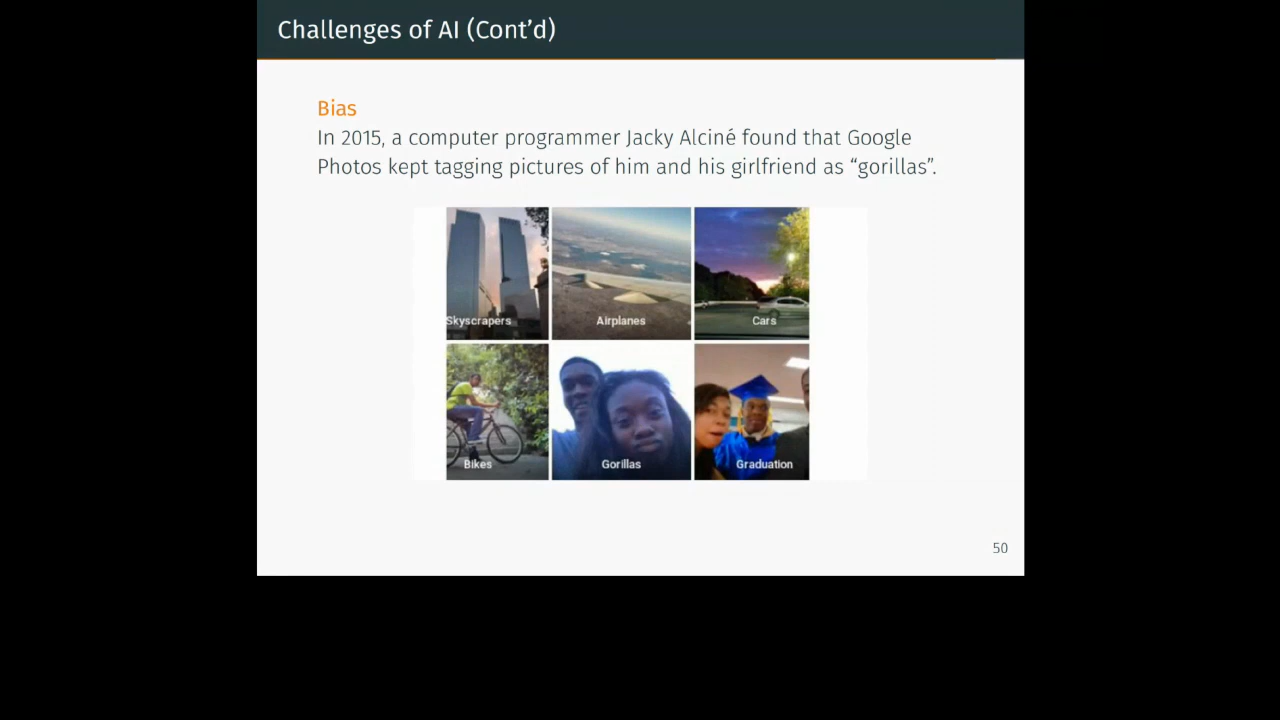 Challenges of AI (Cont’d)
Bias
In 2015, a computer programmer Jacky Alciné found that Google
Photos kept tagging pictures of him and his girlfriend as “gorillas”.
Skyscrapers
Airplanes
Cars
Bikes
Gorillas
Graduation
50